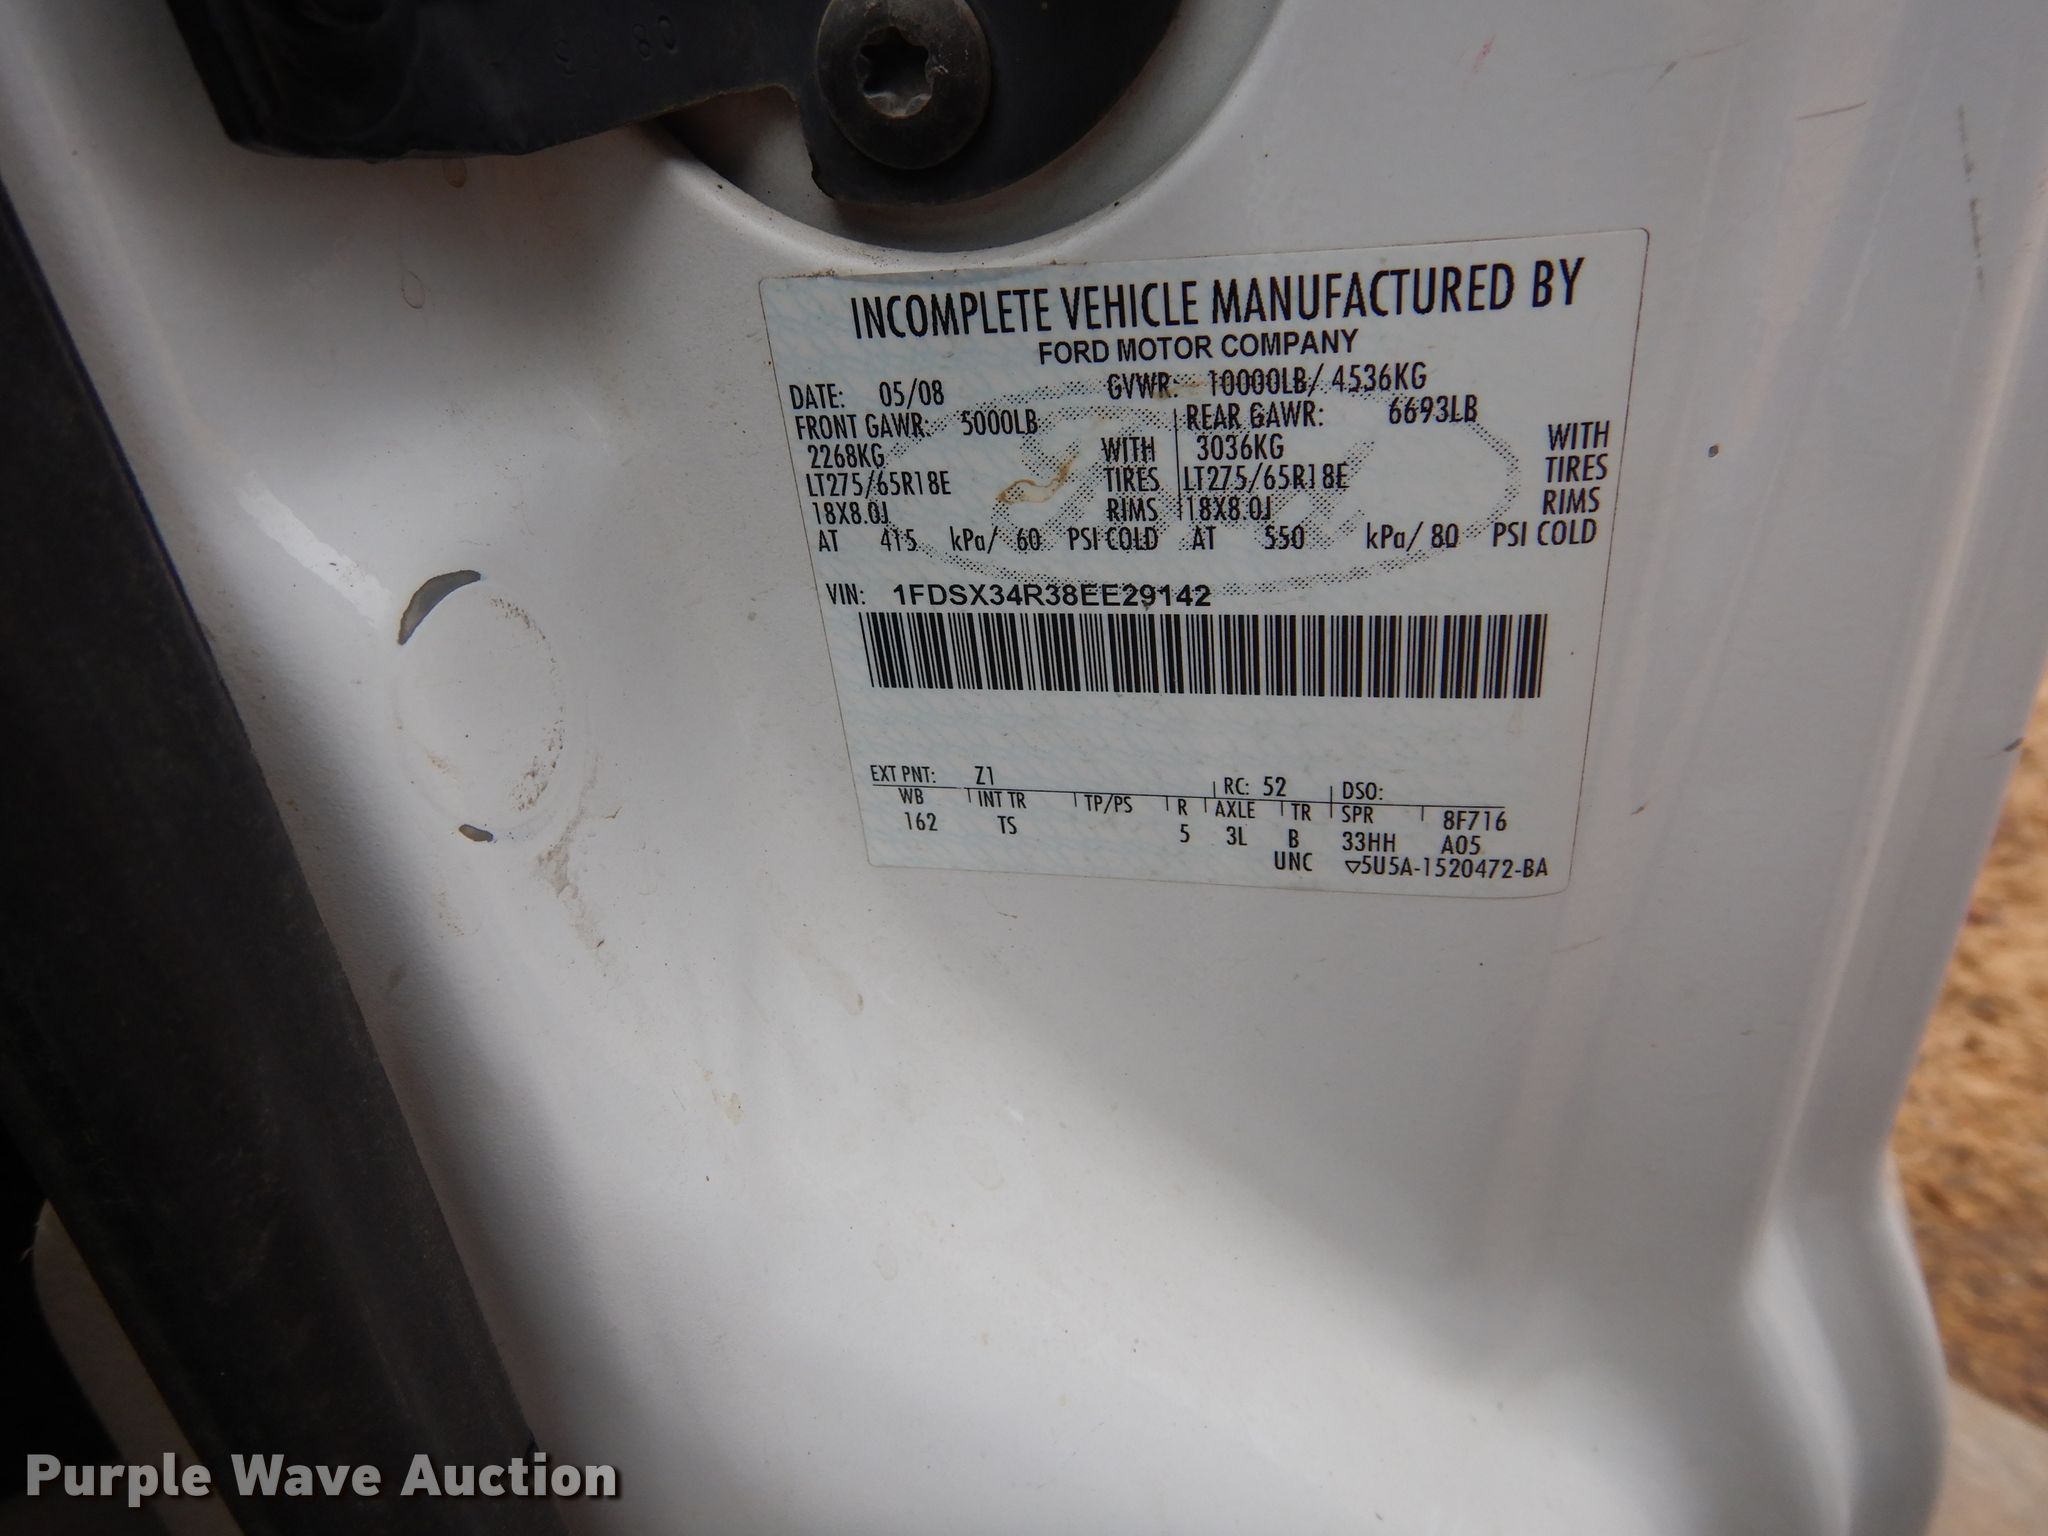 INCOMPLETE VEHICLE MANUFACTURED BY
FORD MOTOR COMPANY
DATE: 05/08 GVWR: 10000LB/ 4536KG
FRONT GAWR: 5000LB REAR GAWR: 6693LB
2268KG WITH 3036KG WITH
LT275/65R18E TIRES LT275/65R18E TIRES
18X8.0J RIMS 18X8.0J RIMS
AT 415 kPa/ 60 PSI COLD AT 550 kPa/ 80 PSI COLD
VIN: 1FDSX34R38EE29142
EXT PNT: Z1 RC: 52 DSO:
WB INT TR TP/PS R AXLE TR SPR 8F716
162 TS 5 3L B 33HH A05
UNC ▽5U5A-1520472-BA
Purple Wave Auction